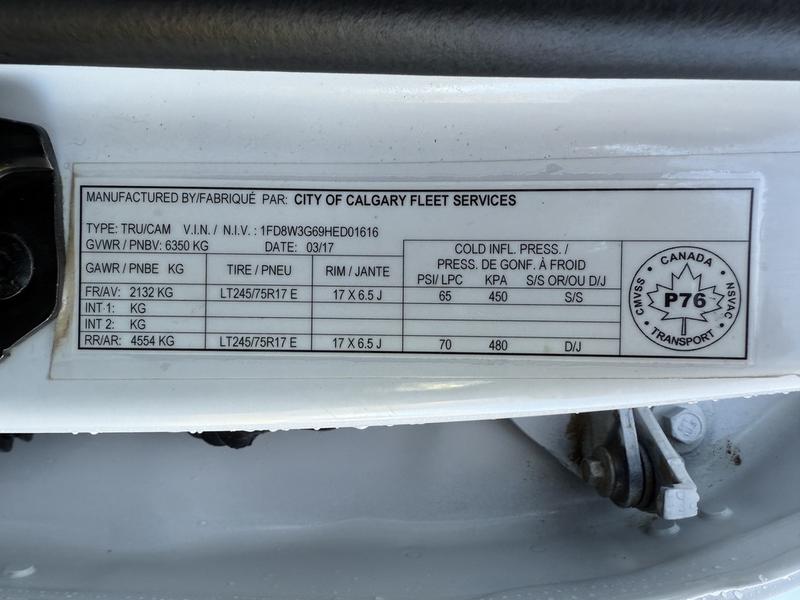 MANUFACTURED BY/FABRIQUÉ PAR: CITY OF CALGARY FLEET SERVICES
TYPE: TRU/CAM V.I.N. / N.I.V. : 1FD8W3G69HED01616
GVWR / PNBV: 6350 KG DATE: 03/17
COLD INFL. PRESS. /
PRESS. DE GONF. À FROID
GAWR / PNBE KG TIRE / PNEU RIM / JANTE PSI/ LPC KPA S/S OR/OU D/J
FR/AV: 2132 KG LT245/75R17 E 17 X 6.5 J 65 450 S/S
INT 1: KG
INT 2: KG
RR/AR: 4554 KG LT245/75R17 E 17 X 6.5 J 70 480 D/J
CANADA
CMVSS P76 NSVAC
TRANSPORT